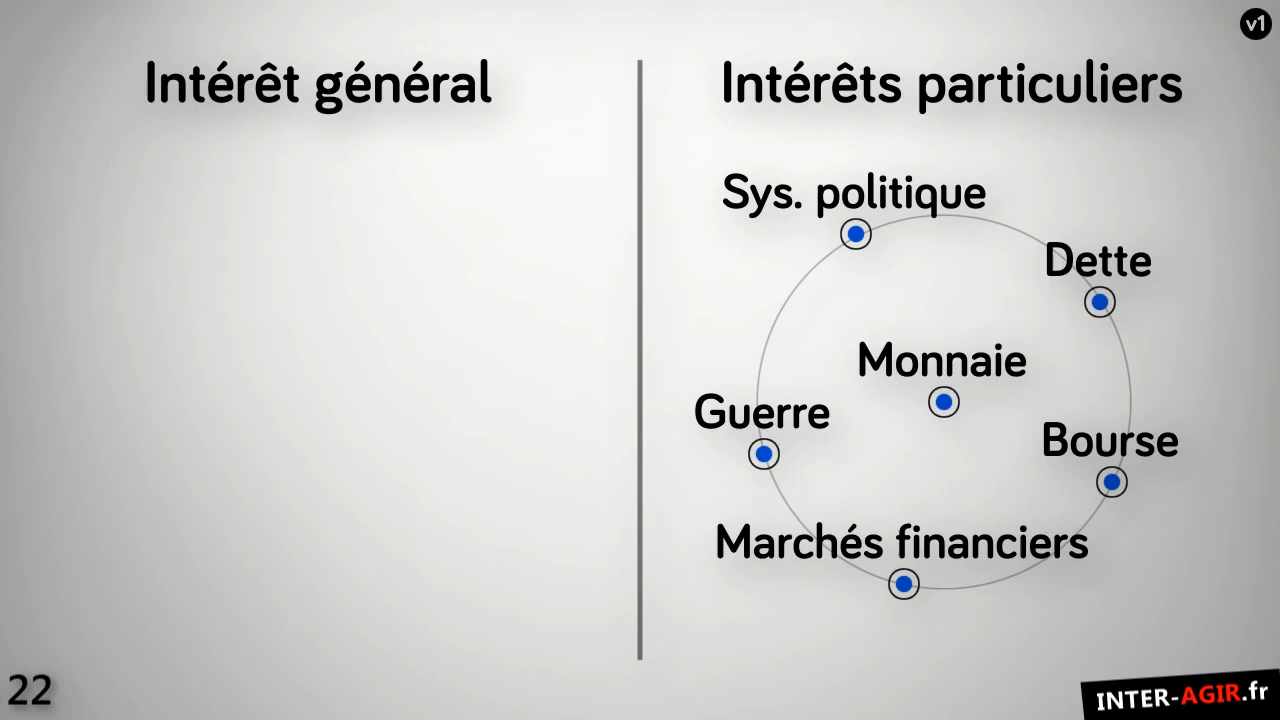 v1
Intérêt général
Intérêts particuliers
Sys. politique
Dette
Monnaie
Guerre
Bourse
Marchés financiers
22
INTER-AGIR.fr